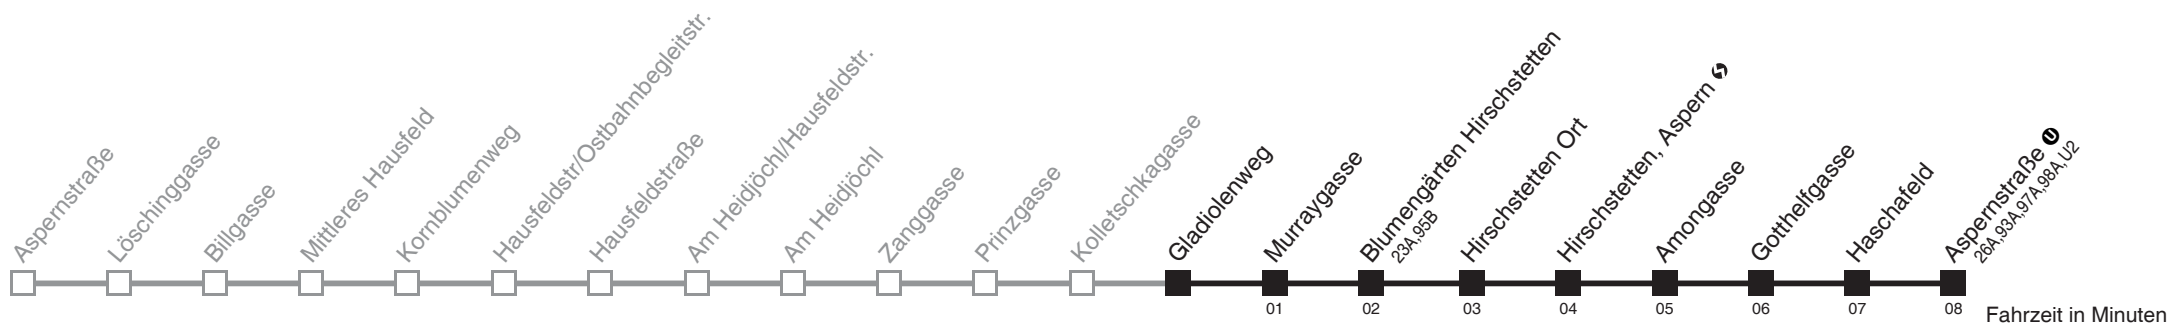 Aspernstraße
Löschinggasse
Billgasse
Mittleres Hausfeld
Kornblumenweg
Hausfeldstr/Ostbahnbegleitstr.
Hausfeldstraße
Am Heidjöchl/Hausfeldstr.
Am Heidjöchl
Zanggasse
Prinzgasse
Kolletschkagasse
Gladiolenweg
Murraygasse
Blumengärten Hirschstetten
23A,95B
Hirschstetten Ort
Hirschstetten, Aspern
Amongasse
Gotthelfgasse
Haschafeld
Aspernstraße U
26A,93A,97A,98A,U2
01 02 03 04 05 06 07 08 Fahrzeit in Minuten